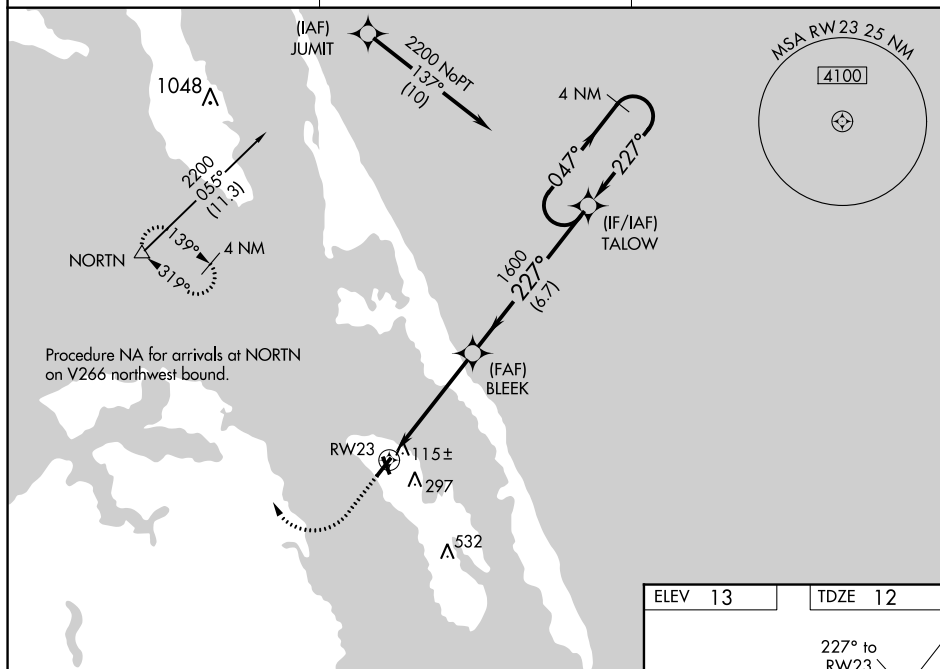 (IAF)
JUMIT
2200 NoPT
137°
(10)
MSA RW23 25 NM
4100
1048
4 NM
047°
227°
(IF/IAF)
TALOW
2200
055°
(11.3)
NORTN
139°
319°
4 NM
1600
227°
(6.7)
Procedure NA for arrivals at NORTN
on V266 northwest bound.
(FAF)
BLEEK
RW23
115±
297
532
ELEV 13
TDZE 12
227° to
RW23